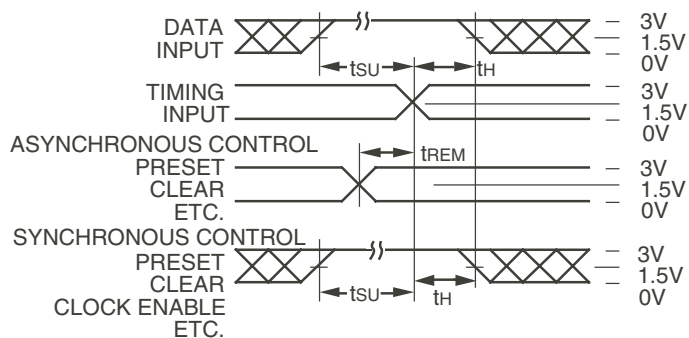 DATA
INPUT
3V
1.5V
0V
tSU
tH
TIMING
INPUT
3V
1.5V
0V
ASYNCHRONOUS CONTROL
PRESET
CLEAR
ETC.
tREM
3V
1.5V
0V
SYNCHRONOUS CONTROL
PRESET
CLEAR
CLOCK ENABLE
ETC.
tSU
tH
3V
1.5V
0V